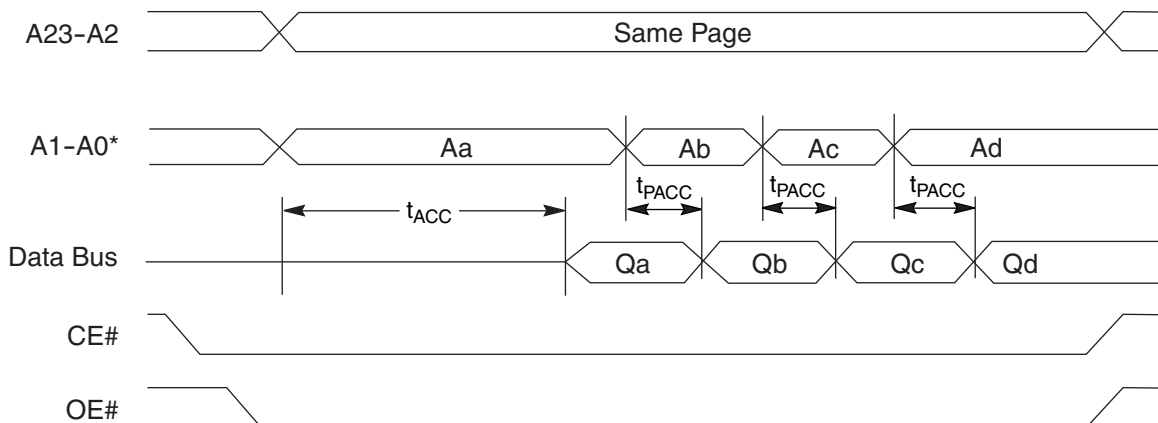 A23–A2
Same Page
A1–A0*
Aa
Ab
Ac
Ad
tPACC
tPACC
tPACC
tACC
Data Bus
Qa
Qb
Qc
Qd
CE#
OE#